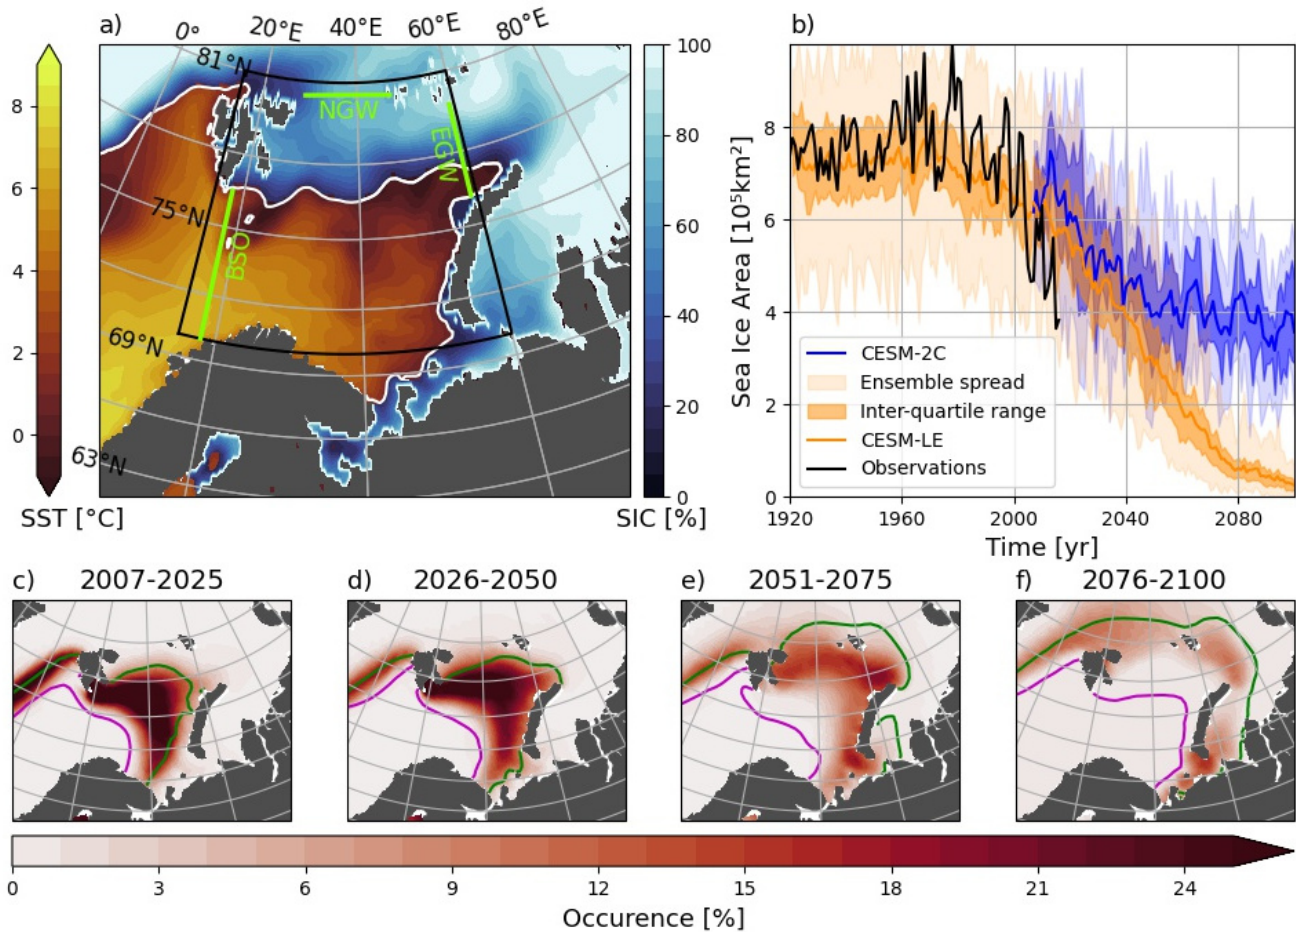 a)
0° 20°E 40°E 60°E 80°E
81°N
75°N
69°N
63°N
NGW
EGW
BSO
8
6
4
2
0
SST [°C]
100
80
60
40
20
0
SIC [%]
b)
8
6
4
2
0
Sea Ice Area [10⁵km²]
CESM-2C
Ensemble spread
Inter-quartile range
CESM-LE
Observations
1920 1960 2000 2040 2080
Time [yr]
c) 2007-2025
d) 2026-2050
e) 2051-2075
f) 2076-2100
0 3 6 9 12 15 18 21 24
Occurence [%]